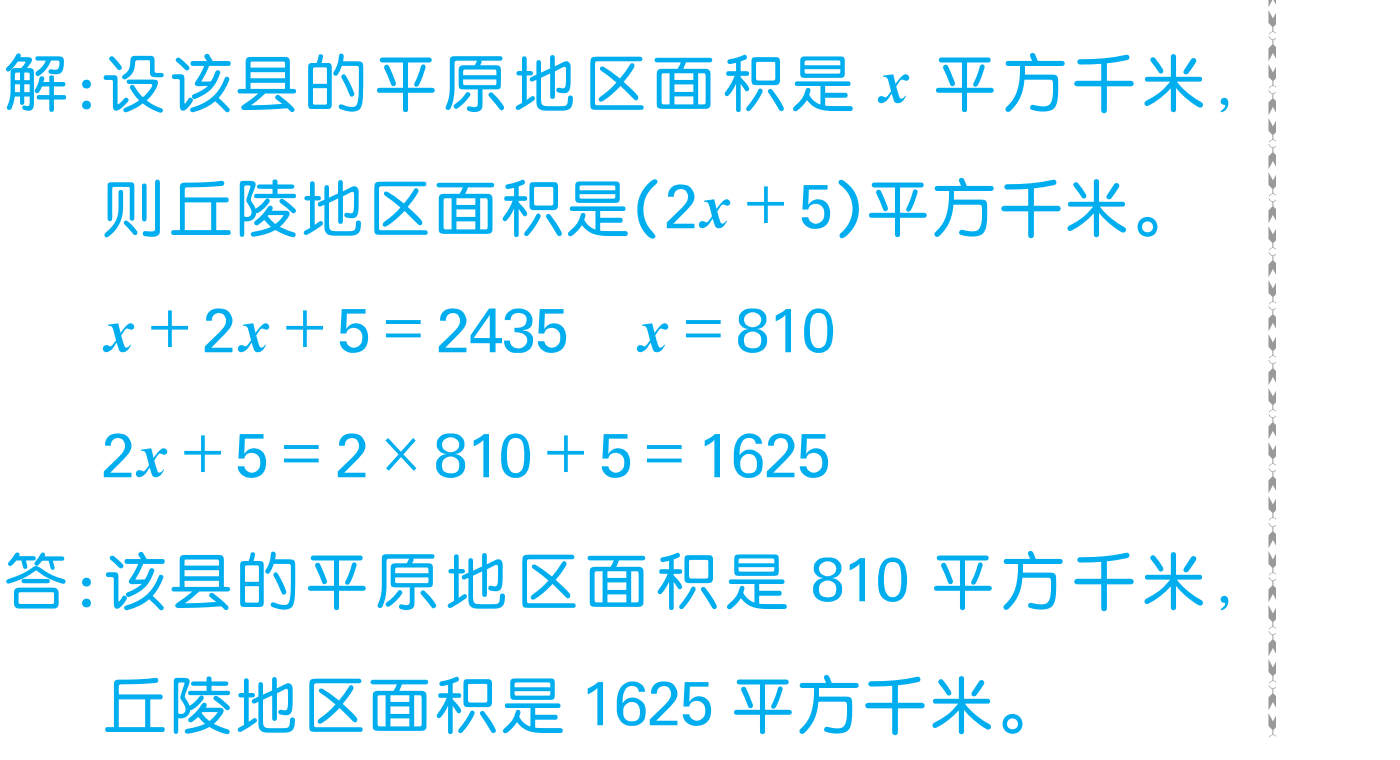 解:设该县的平原地区面积是 x 平方千米,
则丘陵地区面积是(2x+5)平方千米。
x+2x+5=2435 x=810
2x+5=2×810+5=1625
答:该县的平原地区面积是 810 平方千米,
丘陵地区面积是 1625 平方千米。